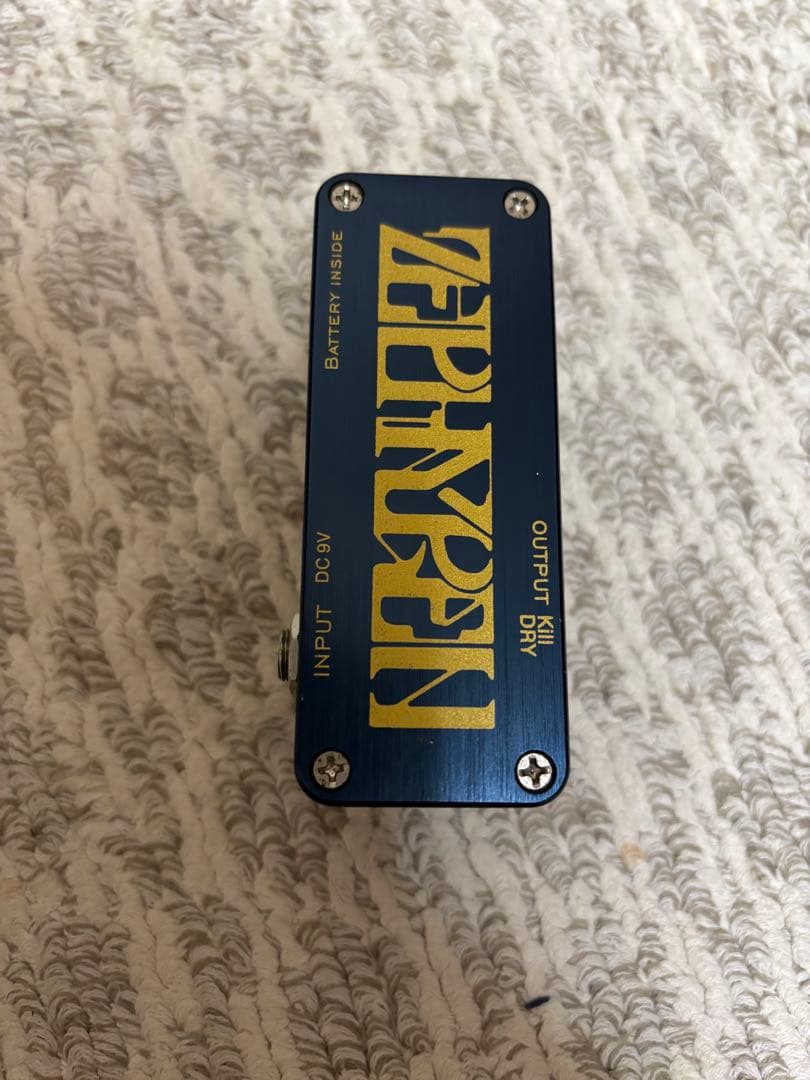 INPUT DC 9V BATTERY INSIDE
ZEPHYREN
OUTPUT Kill
DRY